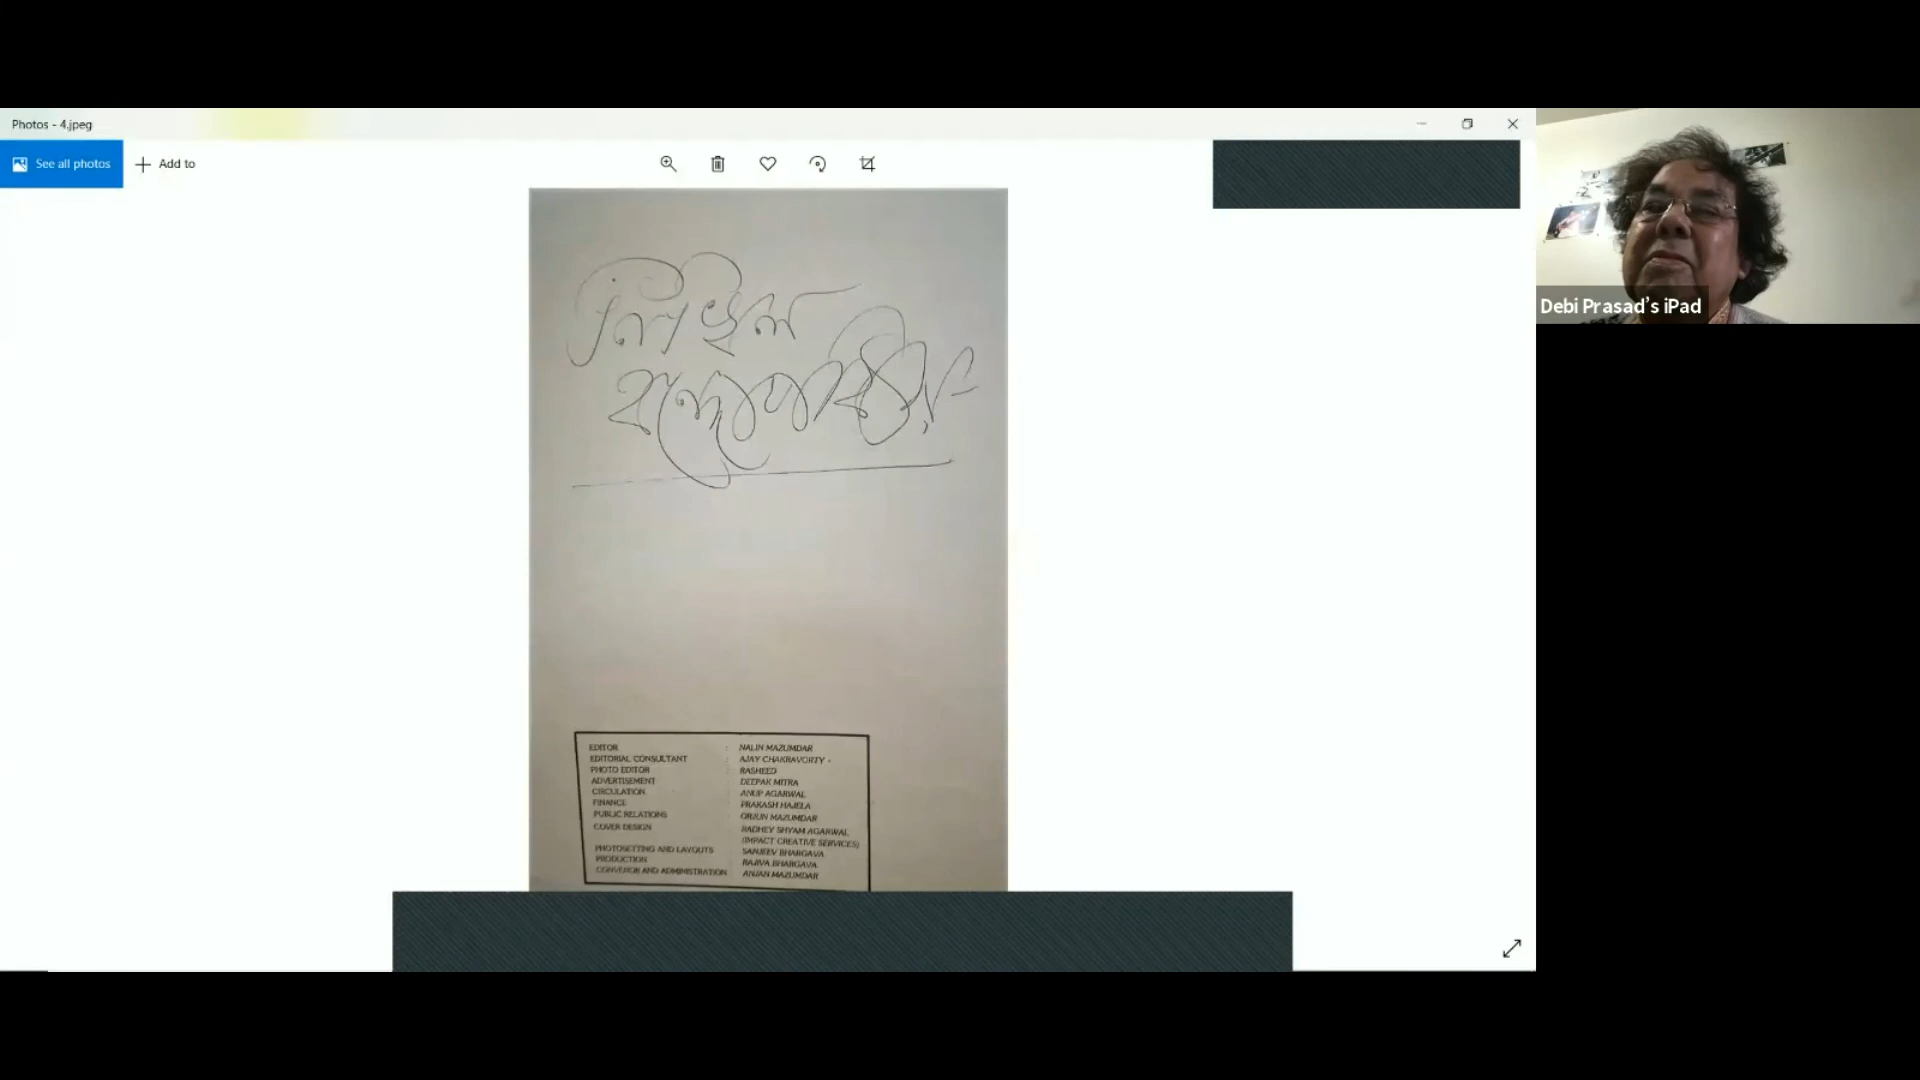 Photos - 4.jpeg
See all photos
Add to
Debi Prasad's iPad
নিখিল
বন্দ্যোপাধ্যায়
EDITOR : NALIN MAZUMDAR
EDITORIAL CONSULTANT : AJAY CHAKRAVORTY
PHOTO EDITOR RASHEED
ADVERTISEMENT DEEPAK MITRA
CIRCULATION ANUP AGARWAL
FINANCE PRAKASH HAJELA
PUBLIC RELATIONS ORJUN MAZUMDAR
COVER DESIGN RADHEY SHYAM AGARWAL
(IMPACT CREATIVE SERVICES)
PHOTOSETTING AND LAYOUTS SANJEEV BHARGAVA
PRODUCTION RAJIVA BHARGAVA
CONVENOR AND ADMINISTRATION ANJAN MAZUMDAR